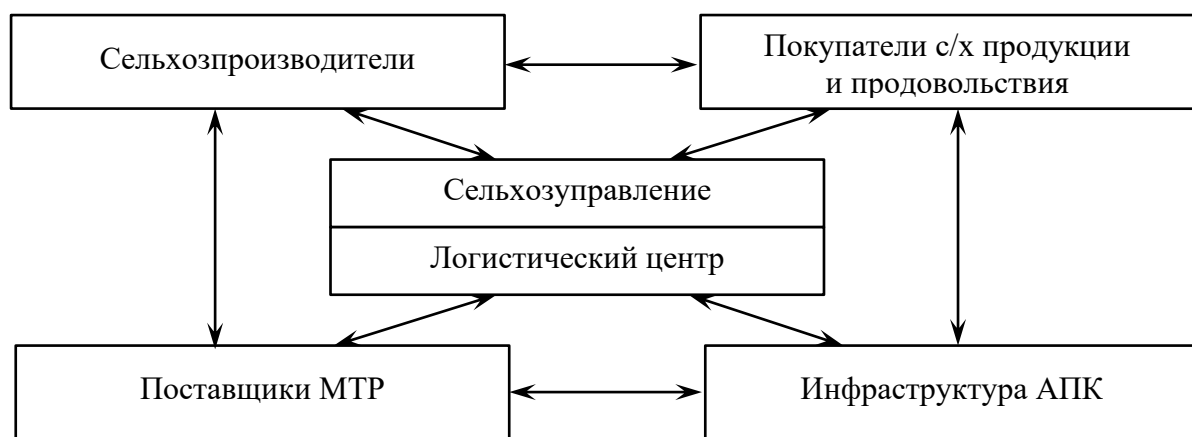 Сельхозпроизводители
Покупатели с/х продукции
и продовольствия
Сельхозуправление
Логистический центр
Поставщики МТР
Инфраструктура АПК